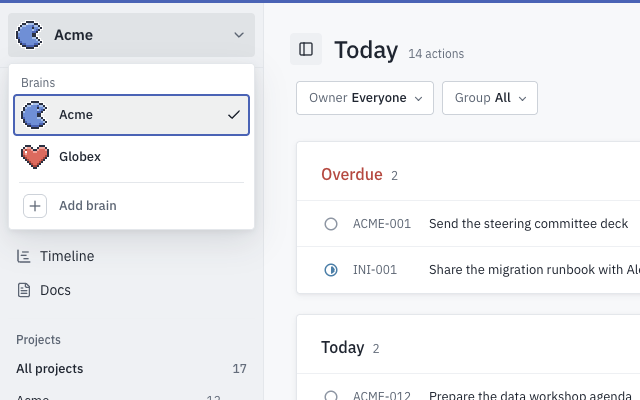 Acme
Brains
Acme
Globex
Add brain
Timeline
Docs
Projects
All projects 17
Acme 12
Today 14 actions
Owner Everyone
Group All
Overdue 2
ACME-001 Send the steering committee deck
INI-001 Share the migration runbook with
Today 2
ACME-012 Prepare the data workshop agenda